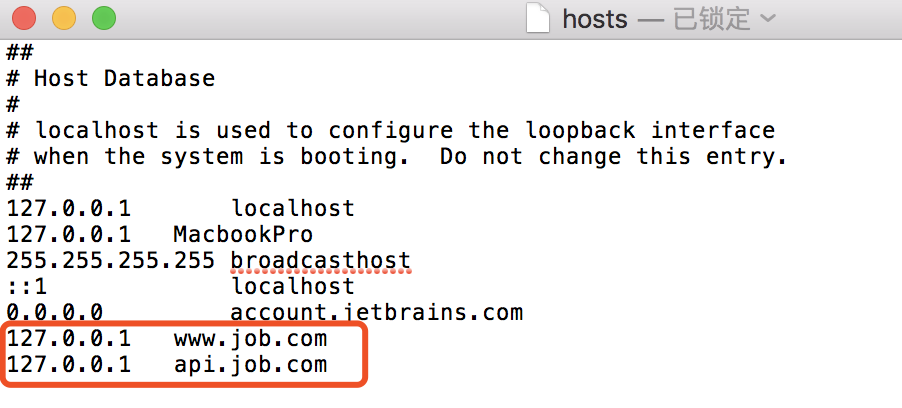 hosts — 已锁定
##
# Host Database
#
# localhost is used to configure the loopback interface
# when the system is booting.  Do not change this entry.
##
127.0.0.1       localhost
127.0.0.1   MacbookPro
255.255.255.255 broadcasthost
::1             localhost
0.0.0.0         account.jetbrains.com
127.0.0.1   www.job.com
127.0.0.1   api.job.com